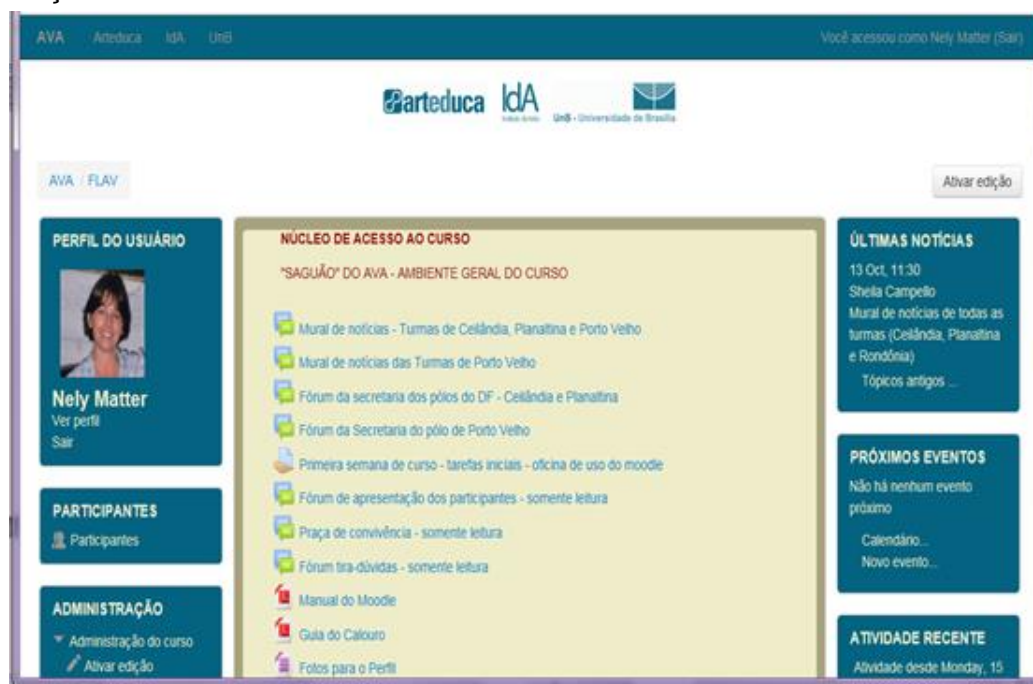 AVA Arteduca IdA UnB
Você acessou como Nely Matter (Sair)
arteduca IdA UnB - Universidade de Brasília
AVA / FLAV
Ativar edição
PERFIL DO USUÁRIO
Nely Matter
Ver perfil
Sair
PARTICIPANTES
Participantes
ADMINISTRAÇÃO
Administração do curso
Ativar edição
NÚCLEO DE ACESSO AO CURSO
"SAGUÃO" DO AVA - AMBIENTE GERAL DO CURSO
Mural de notícias - Turmas de Ceilândia, Planaltina e Porto Velho
Mural de notícias das Turmas de Porto Velho
Fórum da secretaria dos pólos do DF - Ceilândia e Planaltina
Fórum da Secretaria do pólo de Porto Velho
Primeira semana de curso - tarefas iniciais - oficina de uso do moodle
Fórum de apresentação dos participantes - somente leitura
Praça de convivência - somente leitura
Fórum tira-dúvidas - somente leitura
Manual do Moodle
Guia do Calouro
Fotos para o Perfil
ÚLTIMAS NOTÍCIAS
13 Oct, 11:30
Sheila Campello
Mural de notícias de todas as
turmas (Ceilândia, Planaltina
e Rondônia)
Tópicos antigos ...
PRÓXIMOS EVENTOS
Não há nenhum evento
próximo
Calendário...
Novo evento...
ATIVIDADE RECENTE
Atividade desde Monday, 15